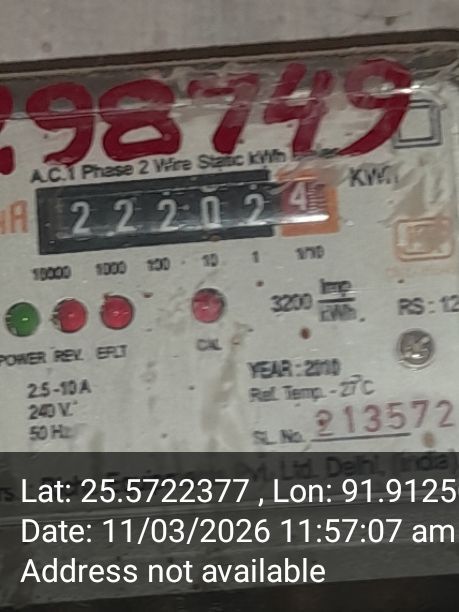 98749
A.C.1 Phase 2 Wire Static kWh
KWh
2 2 2 0 2 4
10000 1000 100 10 1 1/10
3200 Imp/kWh RS : 12
POWER REV. EFLT CAL
YEAR : 2010
2.5 -10 A
Ref. Temp. - 27°C
240 V.
50 Hz
SL. No. 213572
Pvt. Ltd. Delhi, (India)
Lat: 25.5722377 , Lon: 91.9125
Date: 11/03/2026 11:57:07 am
Address not available